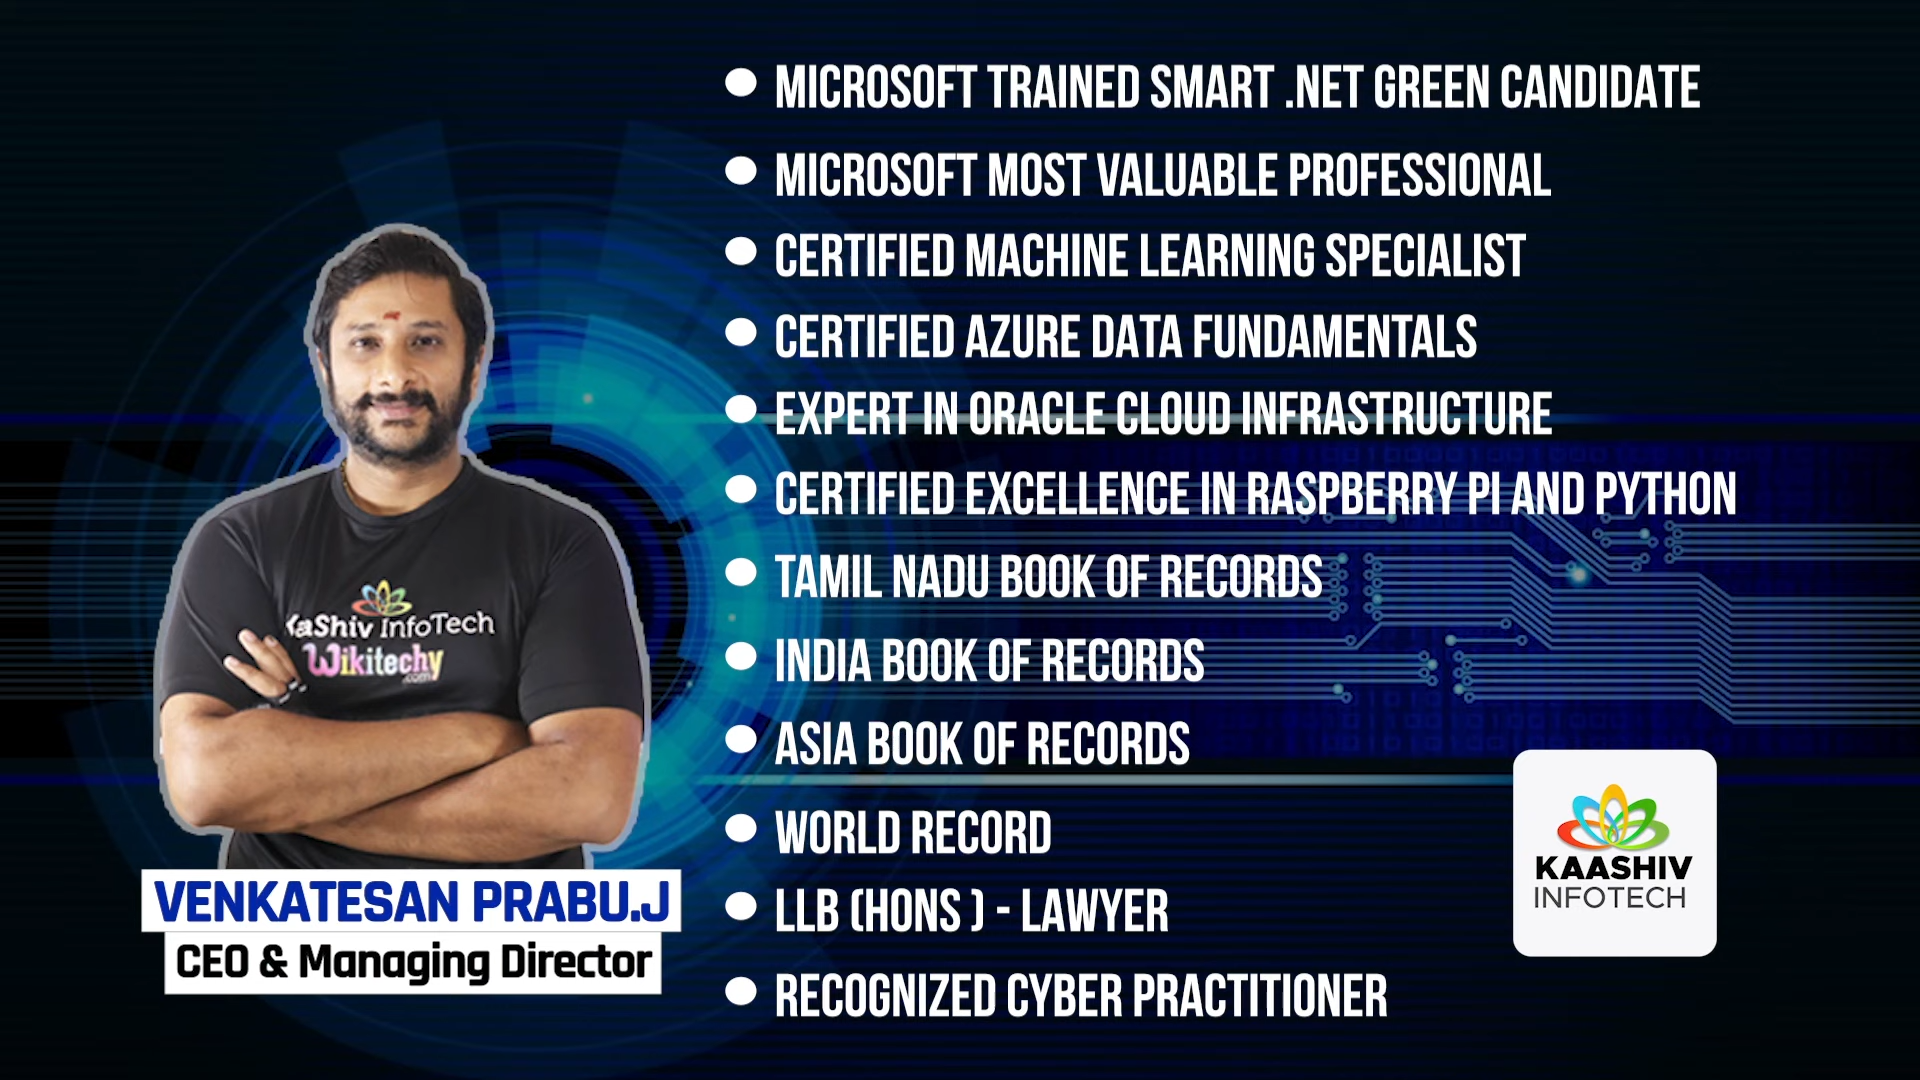 MICROSOFT TRAINED SMART .NET GREEN CANDIDATE
MICROSOFT MOST VALUABLE PROFESSIONAL
CERTIFIED MACHINE LEARNING SPECIALIST
CERTIFIED AZURE DATA FUNDAMENTALS
EXPERT IN ORACLE CLOUD INFRASTRUCTURE
CERTIFIED EXCELLENCE IN RASPBERRY PI AND PYTHON
TAMIL NADU BOOK OF RECORDS
INDIA BOOK OF RECORDS
ASIA BOOK OF RECORDS
WORLD RECORD
LLB (HONS ) - LAWYER
RECOGNIZED CYBER PRACTITIONER
KaShiv InfoTech
Wikitechy
.com
VENKATESAN PRABU.J
CEO & Managing Director
KAASHIV
INFOTECH